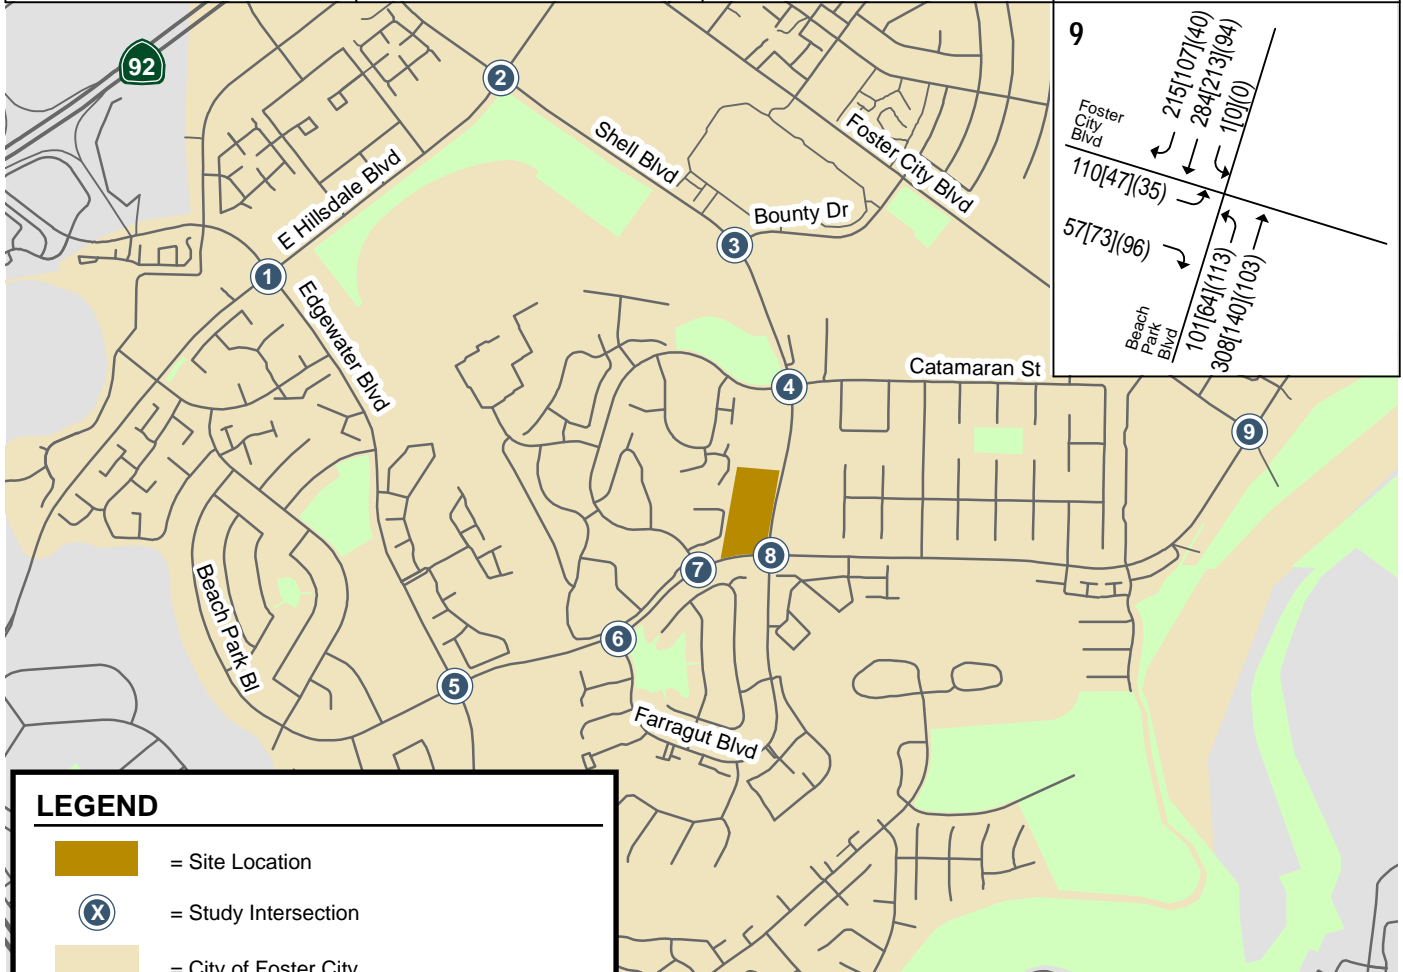 92
2
Shell Blvd
Foster City Blvd
E Hillsdale Blvd
Bounty Dr
3
1
Edgewater Blvd
4
Catamaran St
9
8
7
Beach Park Bl
6
5
Farragut Blvd
9
215[107](40)
284[213](94)
1[0](0)
Foster
City
Blvd
110[47](35)
57[73](96)
101[64](113)
308[140](103)
Beach
Park
Blvd
LEGEND
= Site Location
X
= Study Intersection
= City of Foster City